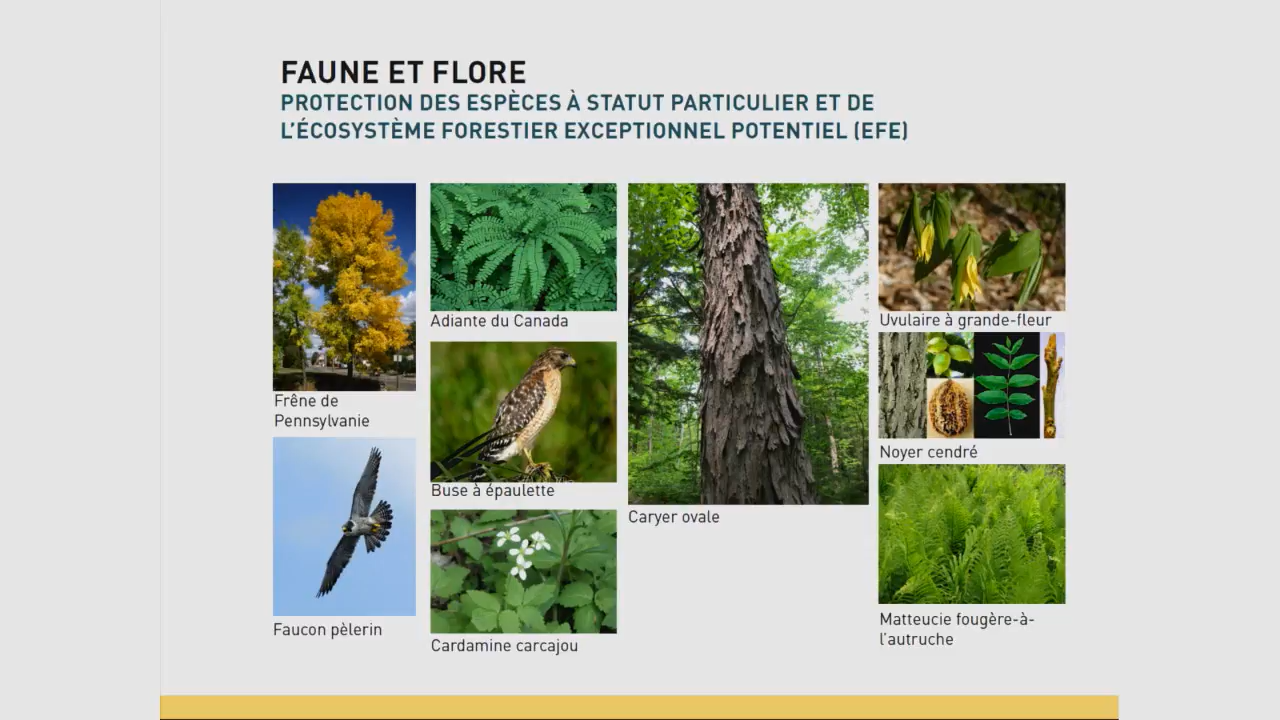 FAUNE ET FLORE
PROTECTION DES ESPÈCES À STATUT PARTICULIER ET DE
L'ÉCOSYSTÈME FORESTIER EXCEPTIONNEL POTENTIEL (EFE)
Frêne de
Pennsylvanie
Faucon pèlerin
Adiante du Canada
Buse à épaulette
Cardamine carcajou
Caryer ovale
Uvulaire à grande-fleur
Noyer cendré
Matteucie fougère-à-
l'autruche